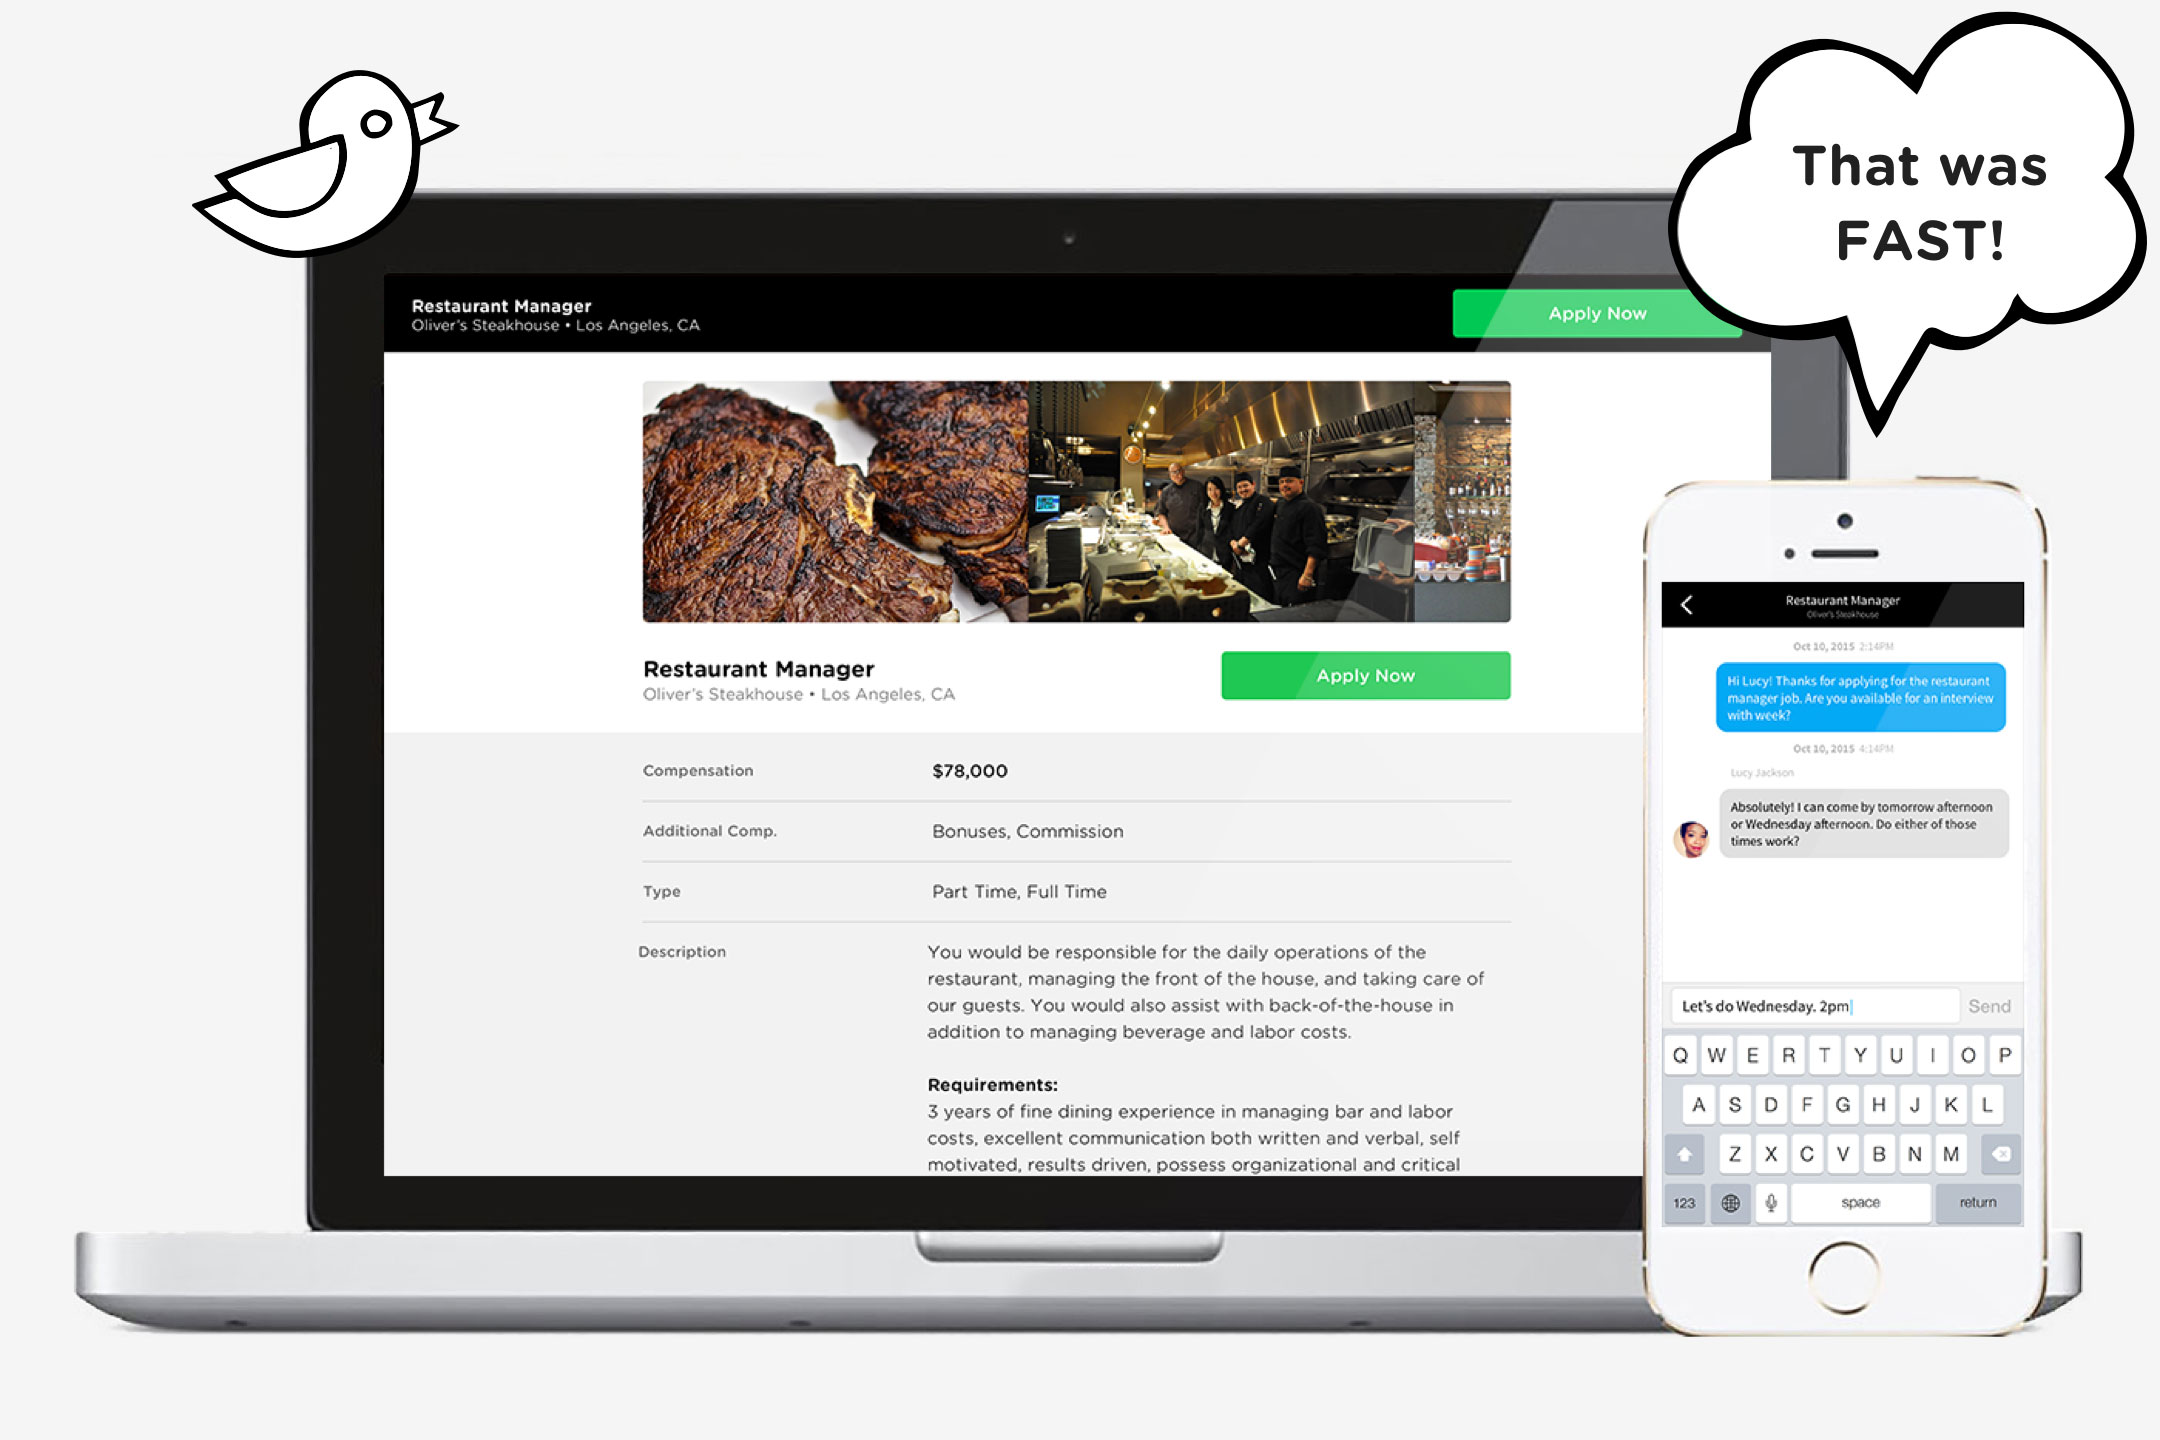 That was
FAST!
Restaurant Manager
Oliver's Steakhouse • Los Angeles, CA
Apply Now
Restaurant Manager
Oliver's Steakhouse • Los Angeles, CA
Apply Now
Compensation $78,000
Additional Comp. Bonuses, Commission
Type Part Time, Full Time
Description You would be responsible for the daily operations of the
restaurant, managing the front of the house, and taking care of
our guests. You would also assist with back-of-the-house in
addition to managing beverage and labor costs.
Requirements:
3 years of fine dining experience in managing bar and labor
costs, excellent communication both written and verbal, self
motivated, results driven, possess organizational and critical
Restaurant Manager
Oliver's Steakhouse
Oct 10, 2015 2:14PM
Hi Lucy! Thanks for applying for the restaurant
manager job. Are you available for an interview
with week?
Oct 10, 2015 4:14PM
Lucy Jackson
Absolutely! I can come by tomorrow afternoon
or Wednesday afternoon. Do either of those
times work?
Let's do Wednesday. 2pm Send
Q W E R T Y U I O P
A S D F G H J K L
Z X C V B N M
123 space return